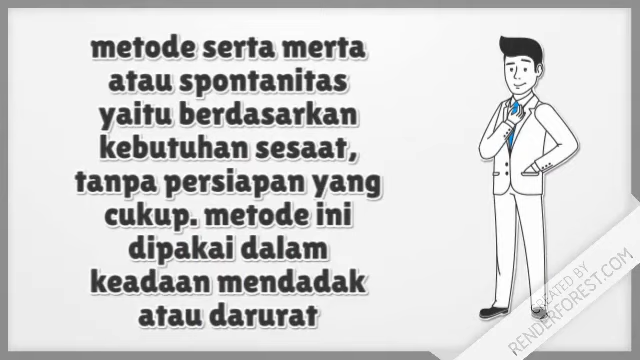 metode serta merta
atau spontanitas
yaitu berdasarkan
kebutuhan sesaat,
tanpa persiapan yang
cukup. metode ini
dipakai dalam
keadaan mendadak
atau darurat
CREATED BY
RENDERFOREST.COM